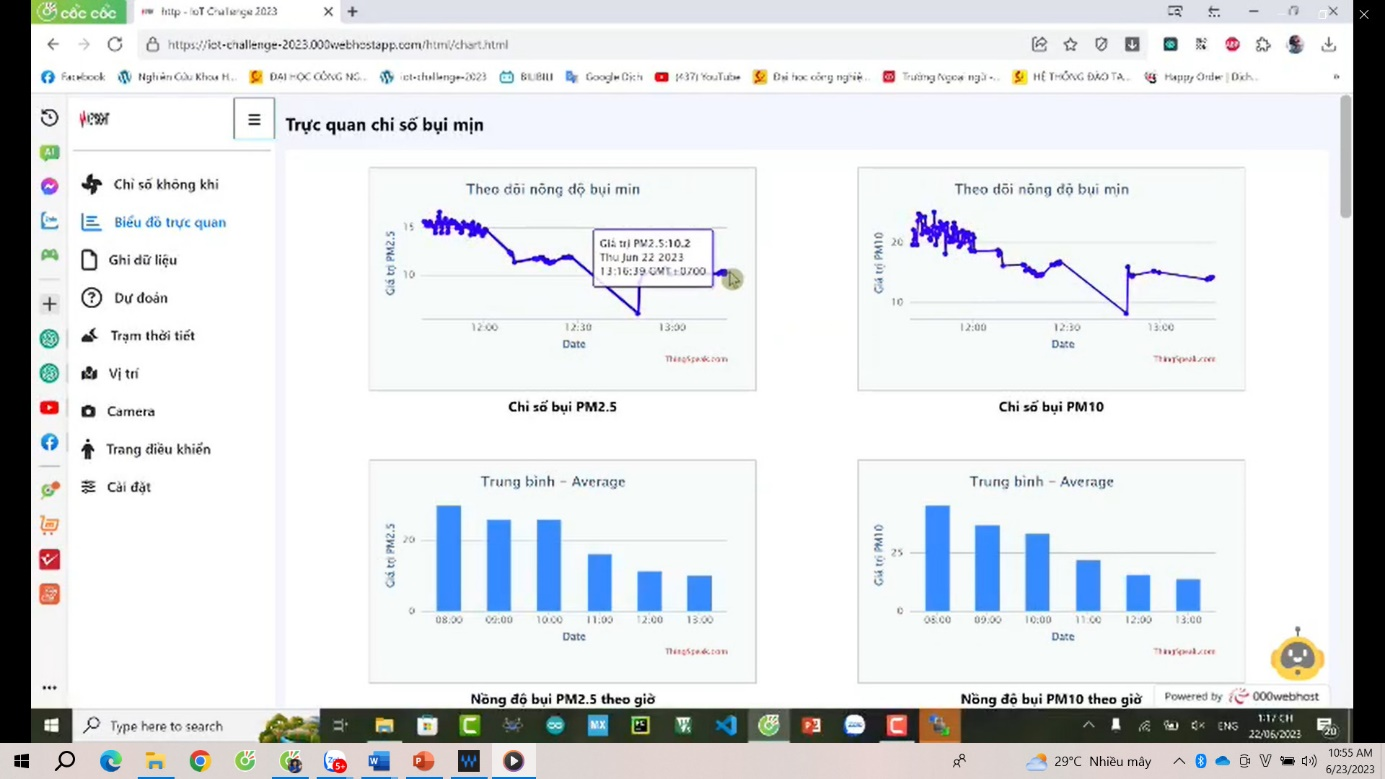 cốc cốc
http - IoT Challenge 2023
https://iot-challenge-2023.000webhostapp.com/html/chart.html
Facebook
Nghiên Cứu Khoa H...
ĐẠI HỌC CÔNG NG...
iot-challenge-2023
BILIBILI
Google Dịch
(437) YouTube
Đại học công nghiệ...
Trường Ngoại ngữ -...
HỆ THỐNG ĐÀO TẠ...
Happy Order | Dịch...
Trực quan chỉ số bụi mịn
Chỉ số không khí
Biểu đồ trực quan
Ghi dữ liệu
Dự đoán
Trạm thời tiết
Vị trí
Camera
Trang điều khiển
Cài đặt
Theo dõi nồng độ bụi mịn
Giá trị PM2.5
15
10
Giá trị PM2.5:10.2
Thu Jun 22 2023
13:16:39 GMT+0700
12:00
12:30
13:00
Date
ThingSpeak.com
Chỉ số bụi PM2.5
Theo dõi nồng độ bụi mịn
Giá trị PM10
20
10
12:00
12:30
13:00
Date
ThingSpeak.com
Chỉ số bụi PM10
Trung bình – Average
Giá trị PM2.5
20
0
08:00
09:00
10:00
11:00
12:00
13:00
Date
ThingSpeak.com
Nồng độ bụi PM2.5 theo giờ
Trung bình – Average
Giá trị PM10
25
0
08:00
09:00
10:00
11:00
12:00
13:00
Date
ThingSpeak.com
Nồng độ bụi PM10 theo giờ
Powered by 000webhost
Type here to search
ENG
1:17 CH
22/06/2023
20
5+
29°C Nhiều mây
10:55 AM
6/23/2023